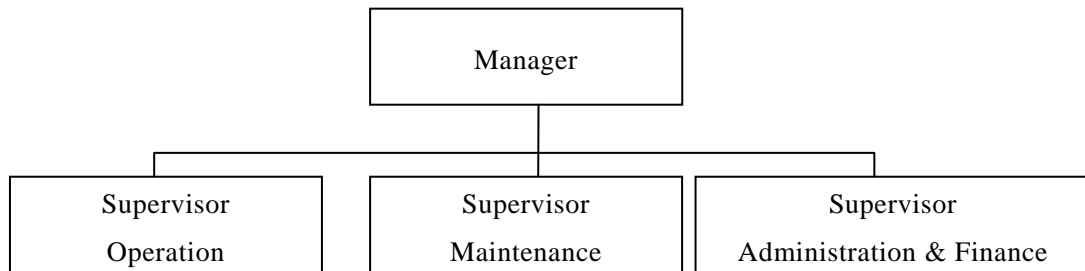 Manager
Supervisor
Operation
Supervisor
Maintenance
Supervisor
Administration & Finance